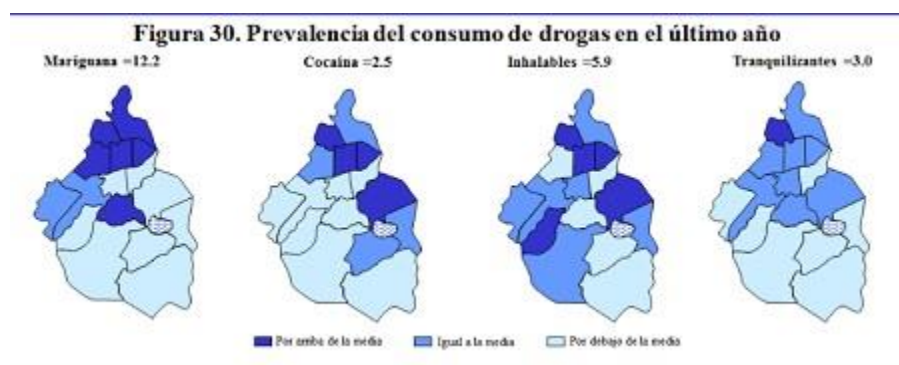 Figura 30. Prevalencia del consumo de drogas en el último año
Mariguana =12.2 Cocaína =2.5 Inhalables =5.9 Tranquilizantes =3.0
Por arriba de la media Igual a la media Por debajo de la media